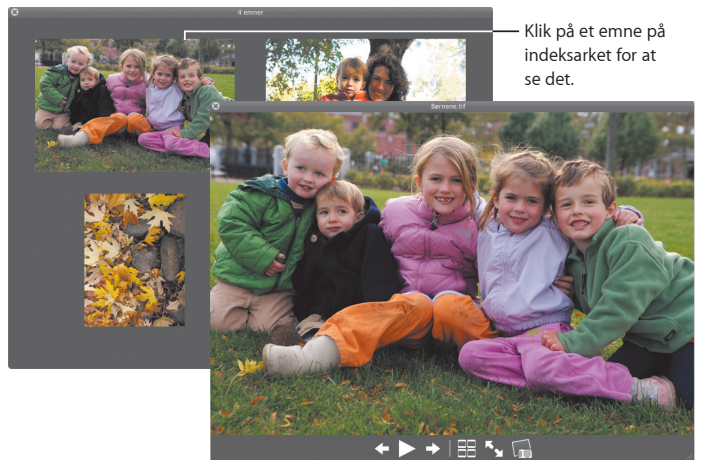 4 emner
Klik på et emne på
indeksarket for at
se det.
Børnene.tif